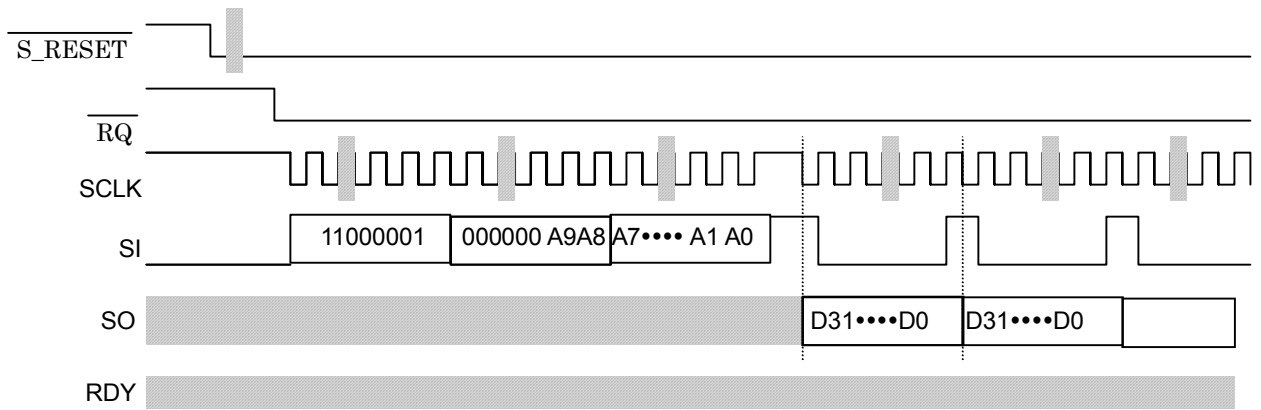 S_RESET
RQ
SCLK
SI 11000001 000000 A9A8 A7•••• A1 A0
SO D31••••D0 D31••••D0
RDY